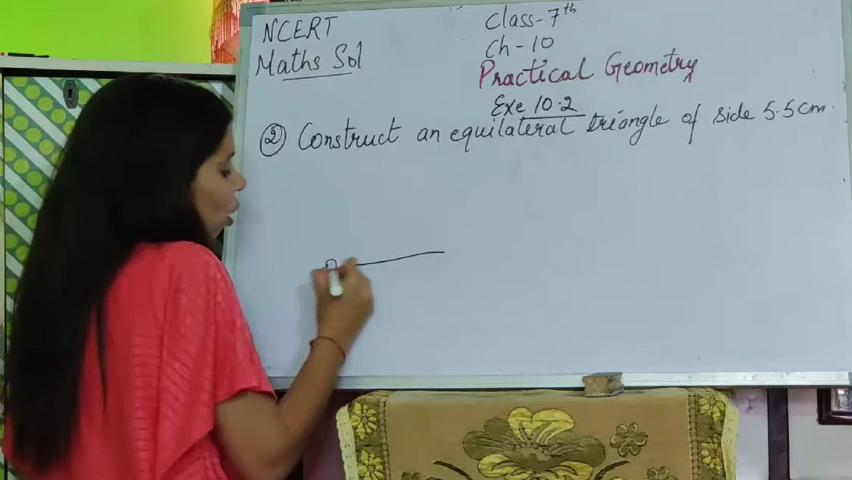 NCERT
Maths Sol
Class-7th
Ch-10
Practical Geometry
Exe 10.2
② Construct an equilateral triangle of side 5.5cm.